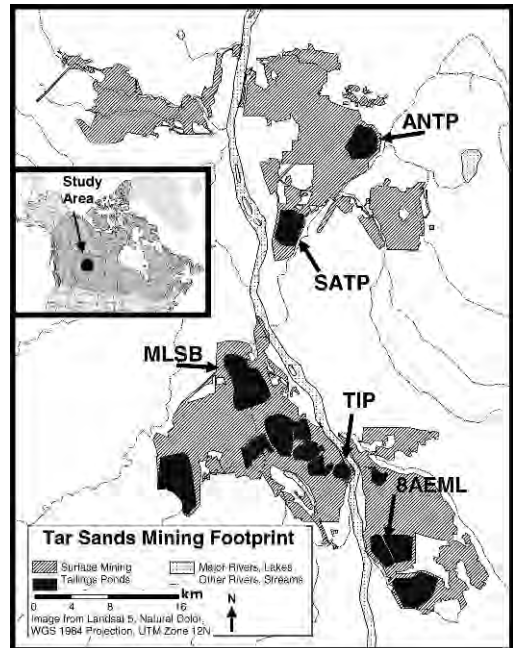 ANTP
Study
Area
SATP
MLSB
TIP
8AEML
Tar Sands Mining Footprint
Surface Mining
Major Rivers, Lakes
Tailings Ponds
Other Rivers, Streams
km
0 4 8 16
N
Image from Landsat 5, Natural Color,
WGS 1984 Projection, UTM Zone 12N